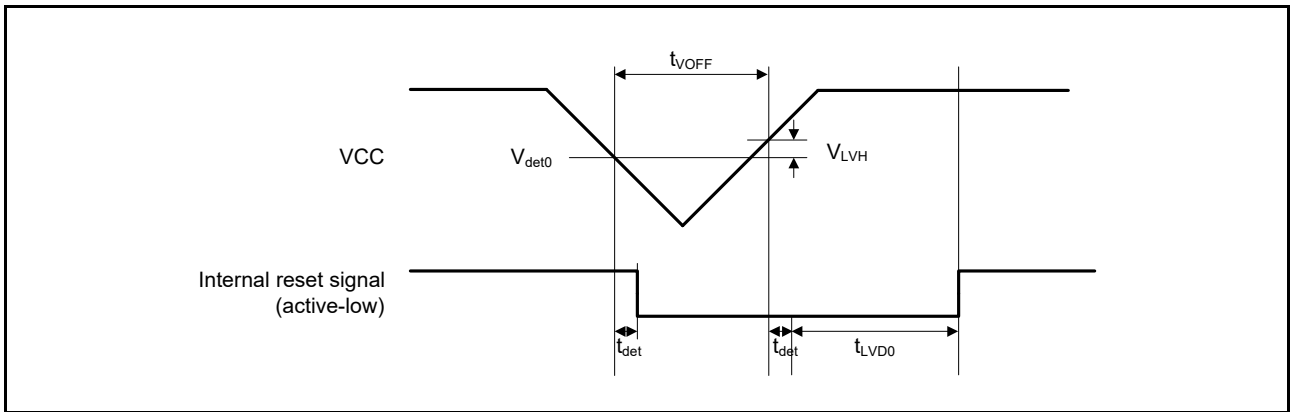 tVOFF
VCC
Vdet0
VLVH
Internal reset signal
(active-low)
tdet
tdet
tLVD0